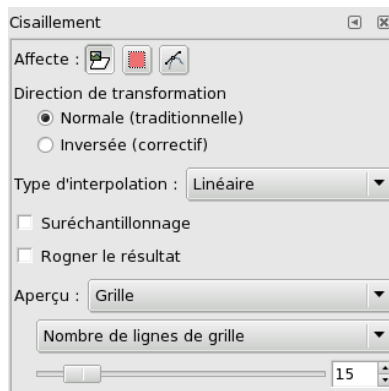 Cisaillement
Affecte :
Direction de transformation
Normale (traditionnelle)
Inversée (correctif)
Type d'interpolation : Linéaire
Suréchantillonnage
Rogner le résultat
Aperçu : Grille
Nombre de lignes de grille
15